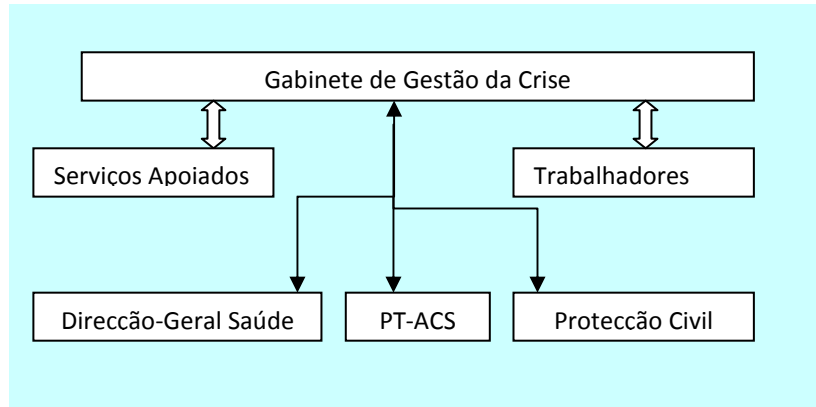 Gabinete de Gestão da Crise
Serviços Apoiados
Trabalhadores
Direcção-Geral Saúde
PT-ACS
Protecção Civil